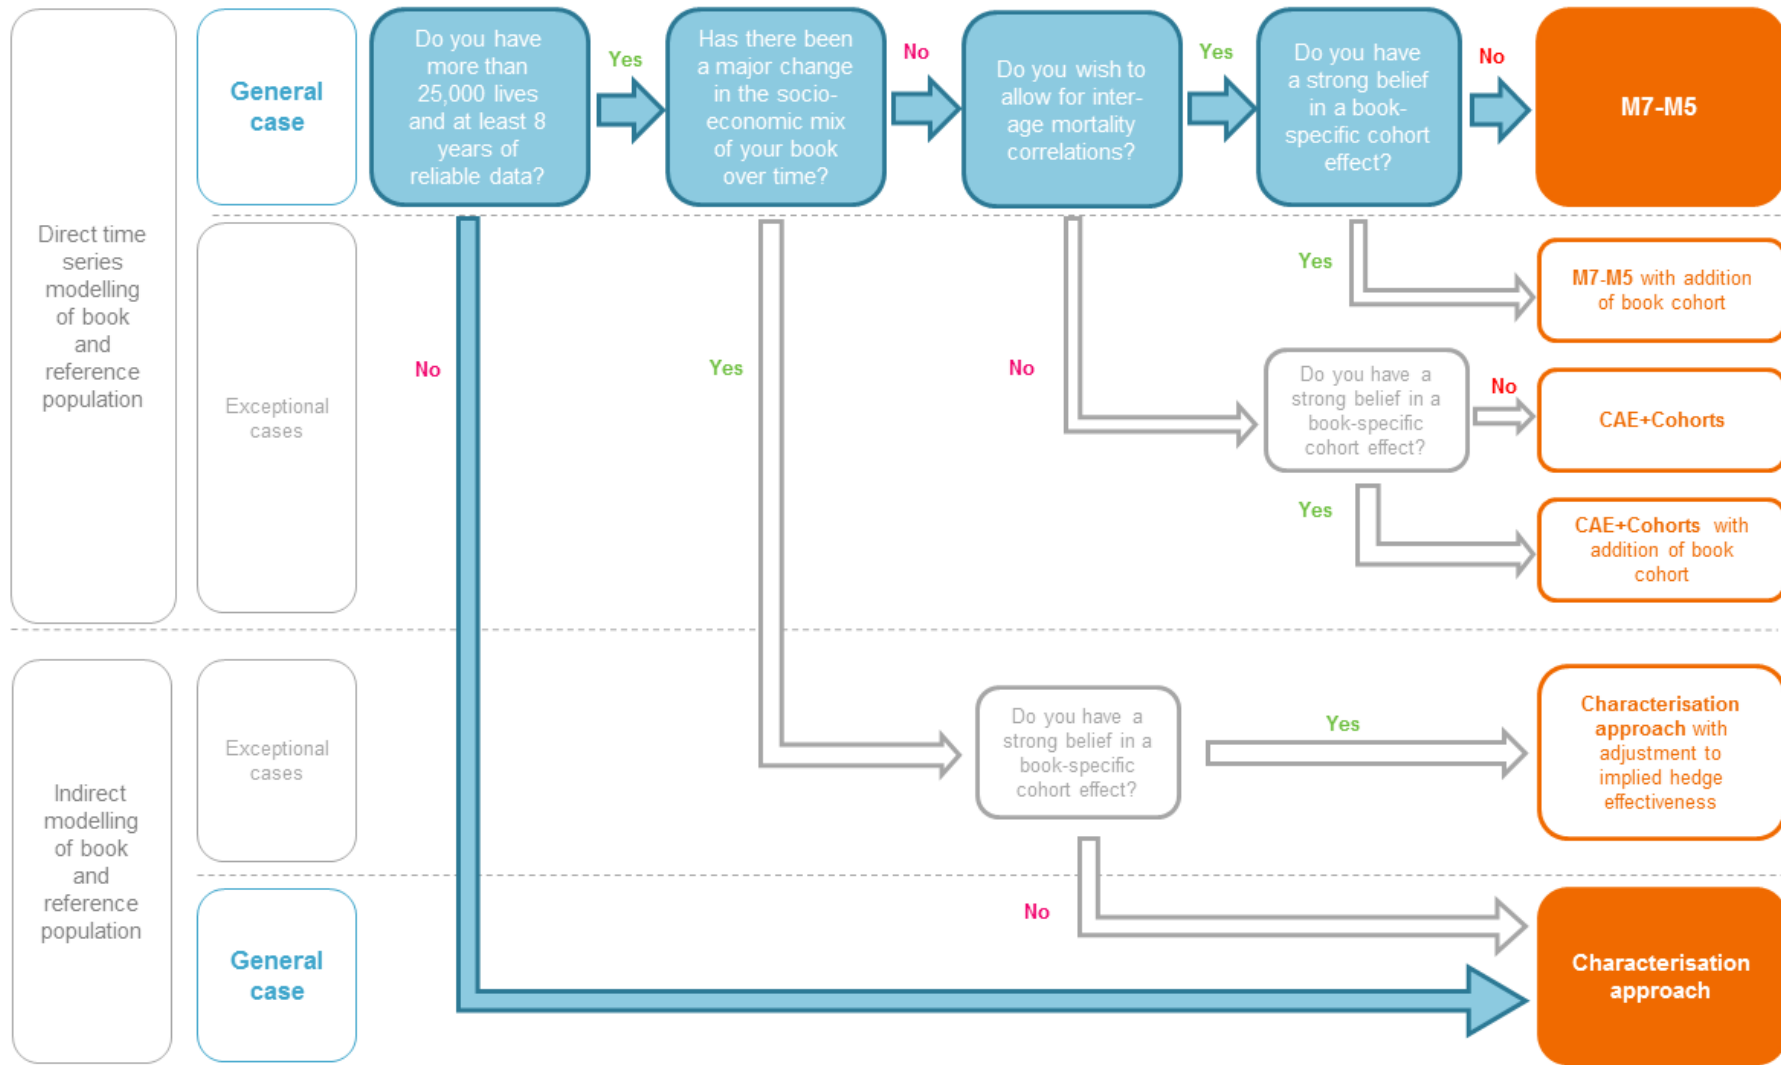 Direct time
series
modelling
of book
and
reference
population
General
case
Do you have
more than
25,000 lives
and at least 8
years of
reliable data?
Yes
Has there been
a major change
in the socio-
economic mix
of your book
over time?
No
Do you wish to
allow for inter-
age mortality
correlations?
Yes
Do you have
a strong belief
in a book-
specific cohort
effect?
No
M7-M5
Exceptional
cases
No
Yes
No
Yes
M7-M5 with addition
of book cohort
Do you have a
strong belief in a
book-specific
cohort effect?
No
CAE+Cohorts
Yes
CAE+Cohorts with
addition of book
cohort
Indirect
modelling
of book
and
reference
population
Exceptional
cases
Do you have a
strong belief in a
book-specific
cohort effect?
Yes
Characterisation
approach with
adjustment to
implied hedge
effectiveness
No
General
case
Characterisation
approach